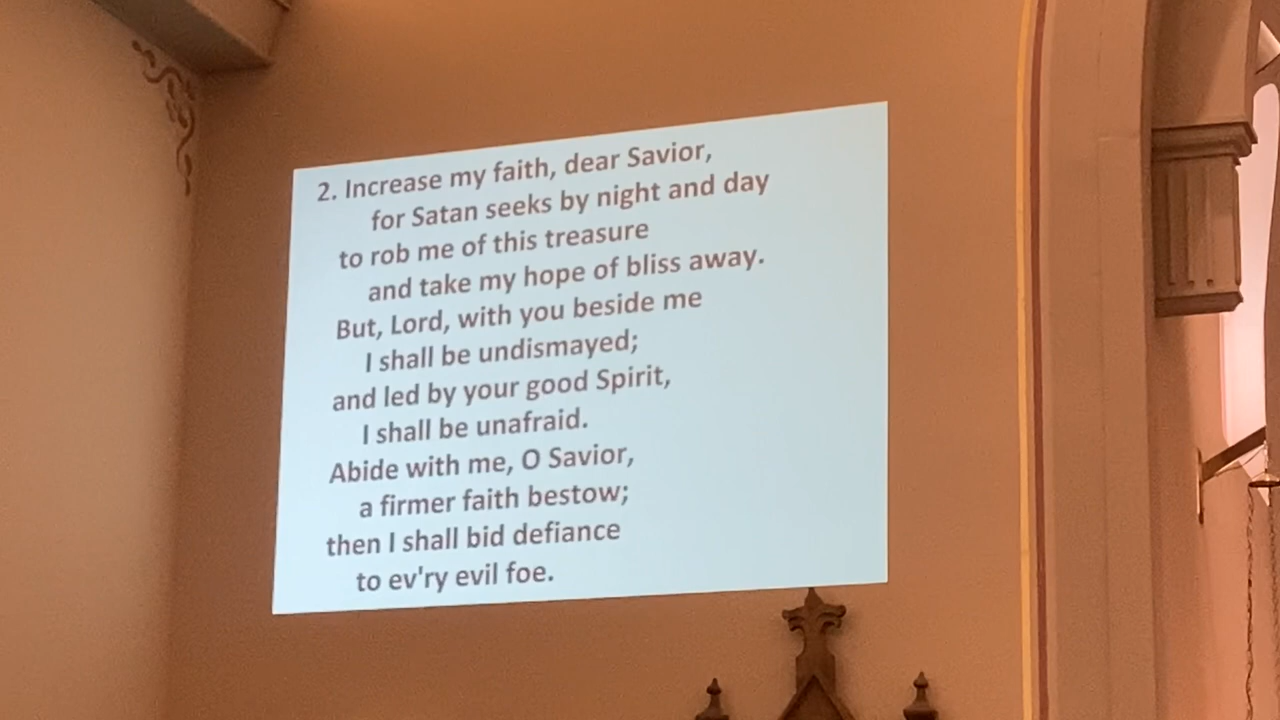 2. Increase my faith, dear Savior,
for Satan seeks by night and day
to rob me of this treasure
and take my hope of bliss away.
But, Lord, with you beside me
I shall be undismayed;
and led by your good Spirit,
I shall be unafraid.
Abide with me, O Savior,
a firmer faith bestow;
then I shall bid defiance
to ev'ry evil foe.